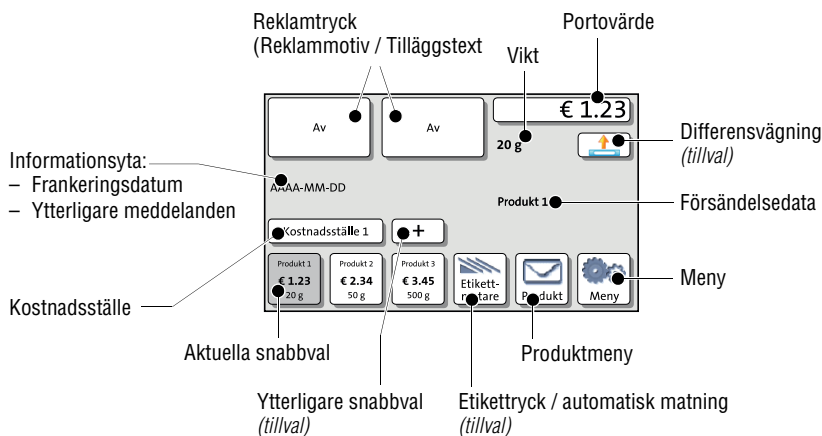 Reklamtryck
(Reklammotiv / Tilläggstext
Portovärde
Vikt
Av
Av
€ 1.23
20 g
Differensvägning
(tillval)
Informationsyta:
– Frankeringsdatum
– Ytterligare meddelanden
AAAA-MM-DD
Produkt 1
Försändelsedata
Kostnadsställe 1
+
Produkt 1
€ 1.23
20 g
Produkt 2
€ 2.34
50 g
Produkt 3
€ 3.45
500 g
Etikett-
Produkt
Meny
Meny
Kostnadsställe
Aktuella snabbval
Produktmeny
Ytterligare snabbval
(tillval)
Etikettryck / automatisk matning
(tillval)